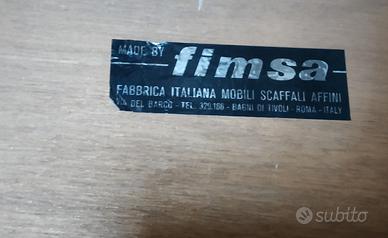 MADE BY fimsa
FABBRICA ITALIANA MOBILI SCAFFALI AFFINI
VIA DEL BARCO - TEL. 329.186 - BAGNI DI TIVOLI - ROMA - ITALY
subito